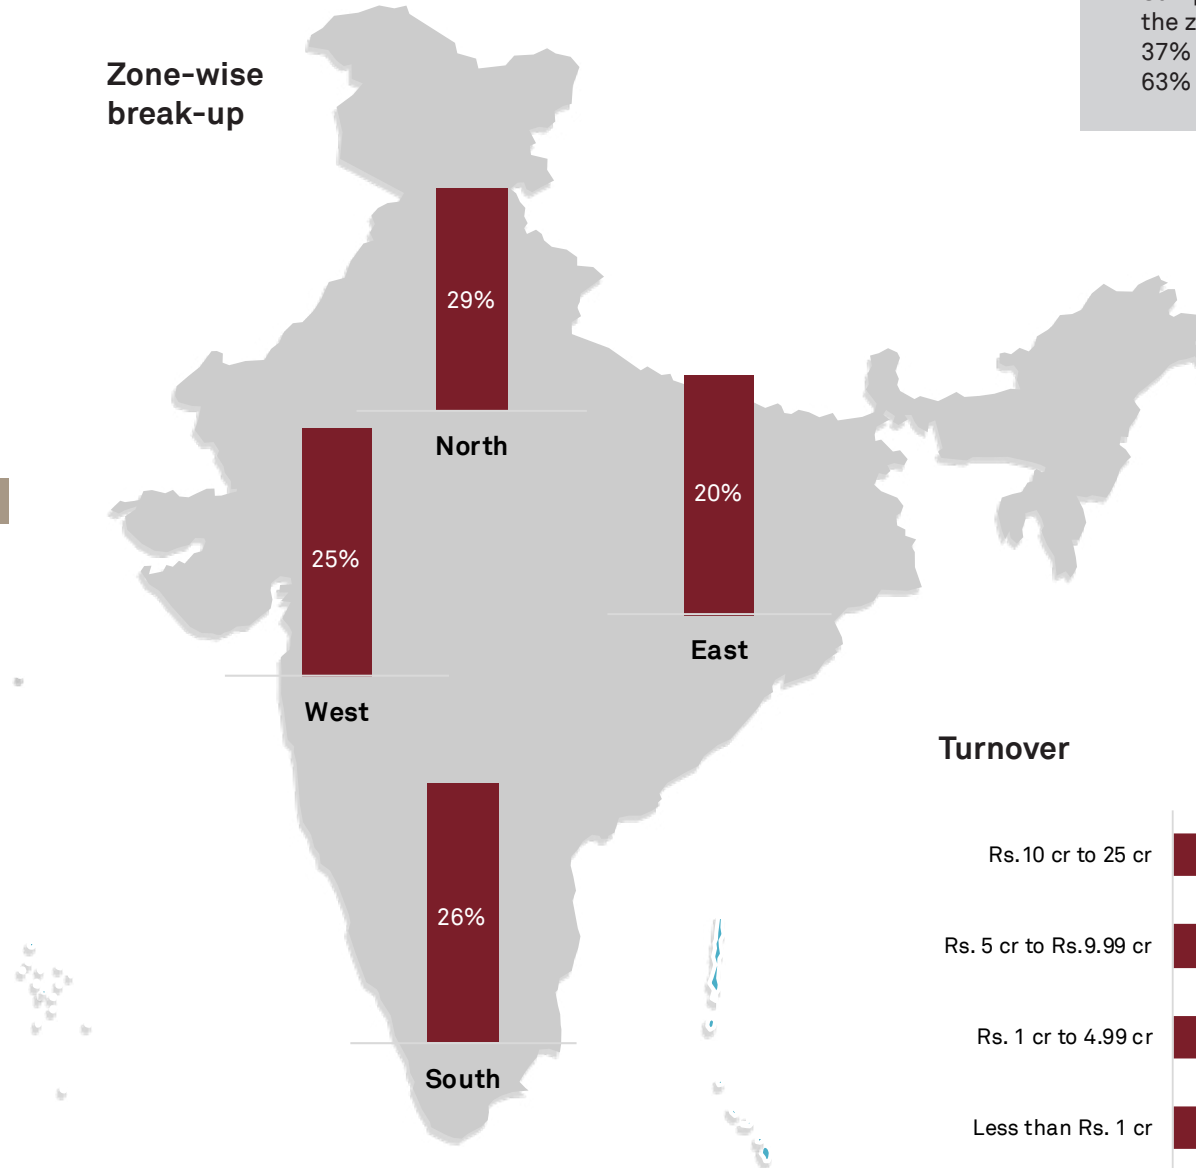 the z
37%
63%
Zone-wise
break-up
29%
North
20%
East
25%
West
26%
South
Turnover
Rs.10 cr to 25 cr
Rs. 5 cr to Rs.9.99 cr
Rs. 1 cr to 4.99 cr
Less than Rs. 1 cr